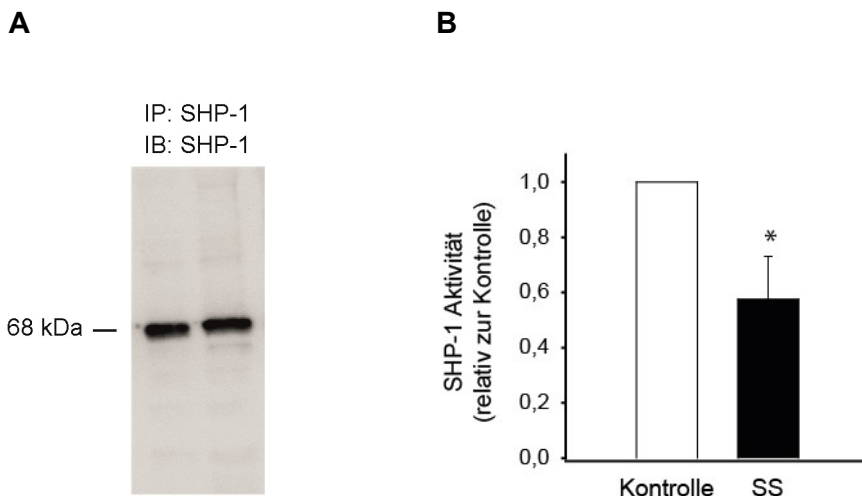 A
B
IP: SHP-1
IB: SHP-1
68 kDa
SHP-1 Aktivität
(relativ zur Kontrolle)
1,0
0,8
0,6
0,4
0,2
0,0
*
Kontrolle
SS